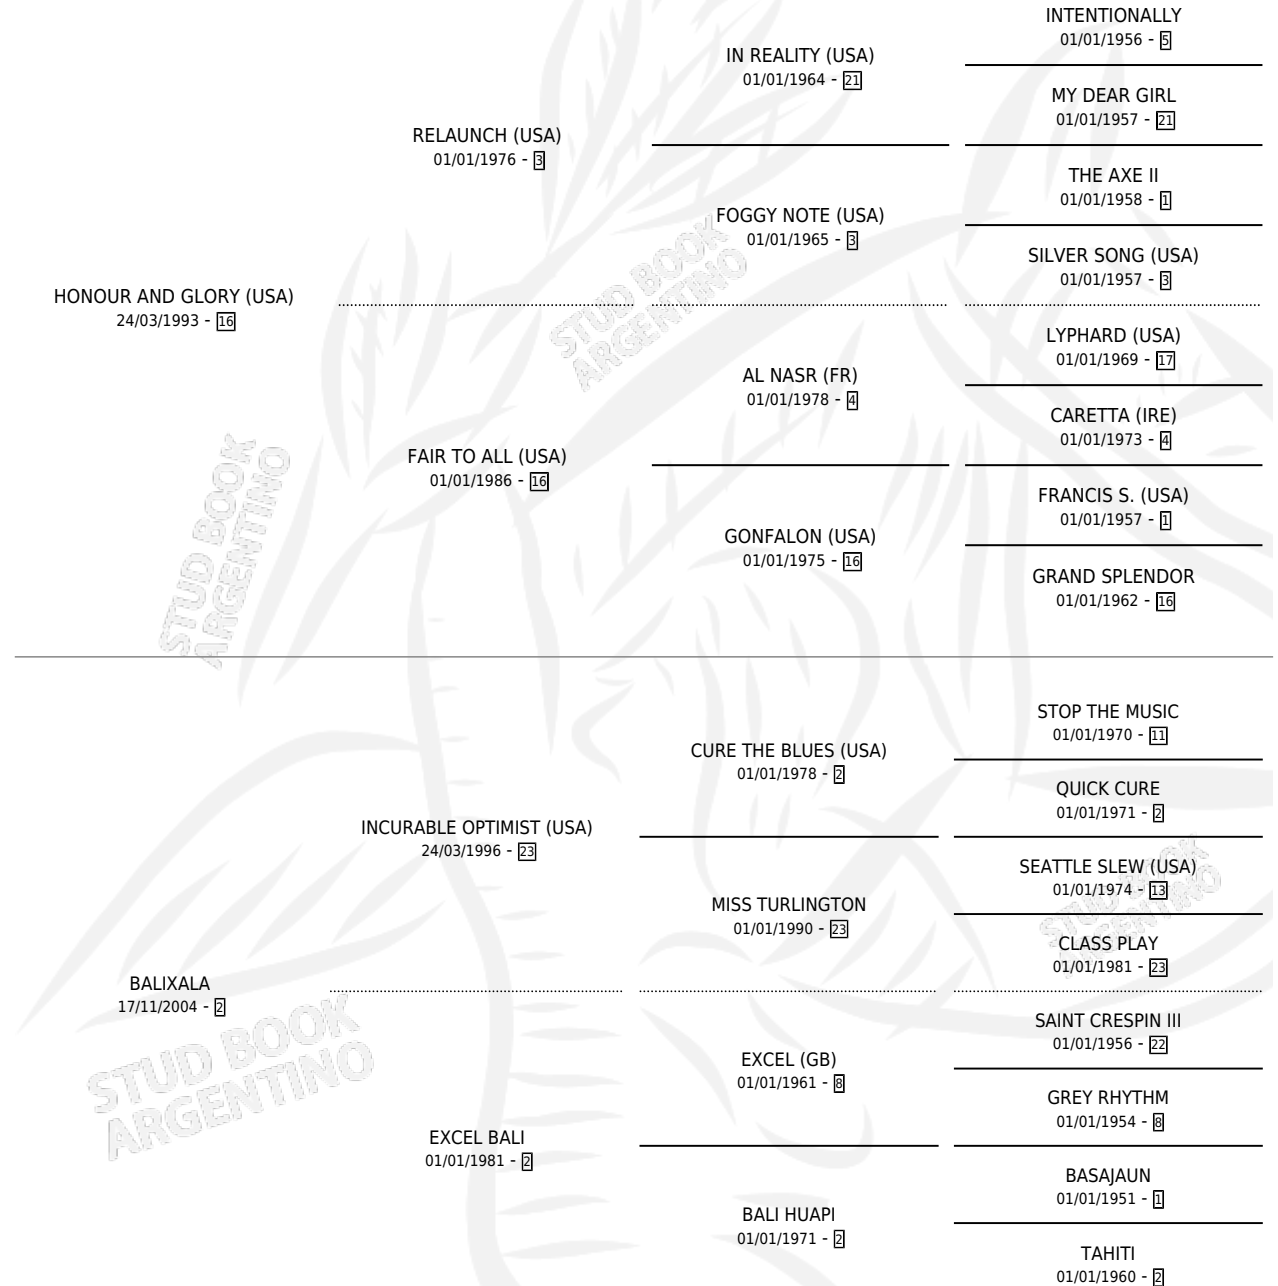 INTENTIONALLY
01/01/1956 - 5
IN REALITY (USA)
01/01/1964 - 21
MY DEAR GIRL
01/01/1957 - 21
RELAUNCH (USA)
01/01/1976 - 3
THE AXE II
01/01/1958 - 1
FOGGY NOTE (USA)
01/01/1965 - 3
SILVER SONG (USA)
01/01/1957 - 3
HONOUR AND GLORY (USA)
24/03/1993 - 16
STUD BOOK
ARGENTINO
LYPHARD (USA)
01/01/1969 - 17
AL NASR (FR)
01/01/1978 - 4
CARETTA (IRE)
01/01/1973 - 4
FAIR TO ALL (USA)
01/01/1986 - 16
FRANCIS S. (USA)
01/01/1957 - 1
GONFALON (USA)
01/01/1975 - 16
GRAND SPLENDOR
01/01/1962 - 16
STUD BOOK
ARGENTINO
STOP THE MUSIC
01/01/1970 - 11
CURE THE BLUES (USA)
01/01/1978 - 2
QUICK CURE
01/01/1971 - 2
INCURABLE OPTIMIST (USA)
24/03/1996 - 23
SEATTLE SLEW (USA)
01/01/1974 - 13
MISS TURLINGTON
01/01/1990 - 23
CLASS PLAY
01/01/1981 - 23
STUD BOOK
ARGENTINO
BALIXALA
17/11/2004 - 2
SAINT CRESPIN III
01/01/1956 - 22
EXCEL (GB)
01/01/1961 - 8
GREY RHYTHM
01/01/1954 - 8
STUD BOOK
ARGENTINO
EXCEL BALI
01/01/1981 - 2
BASAJAUN
01/01/1951 - 1
BALI HUAPI
01/01/1971 - 2
TAHITI
01/01/1960 - 2